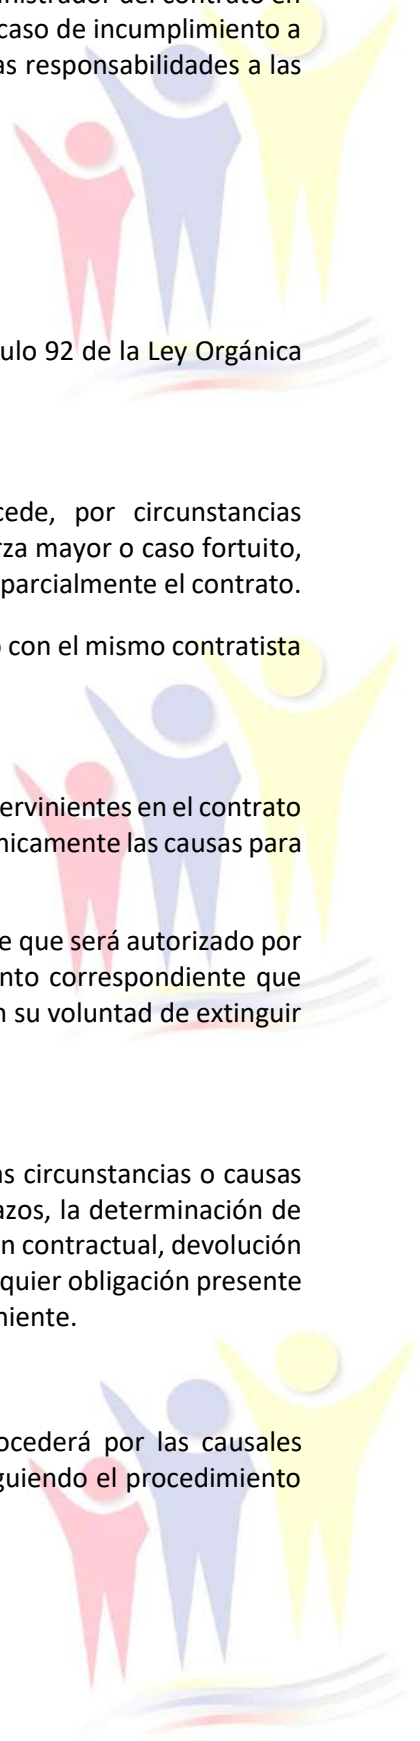 caso de incumplimiento a
as responsabilidades a las
ulo 92 de la Ley Orgánica
cede, por circunstancias
rza mayor o caso fortuito,
parcialmente el contrato.
con el mismo contratista
ervinientes en el contrato
nicamente las causas para
e que será autorizado por
nto correspondiente que
n su voluntad de extinguir
as circunstancias o causas
azos, la determinación de
n contractual, devolución
quier obligación presente
niente.
ocederá por las causales
guiendo el procedimiento